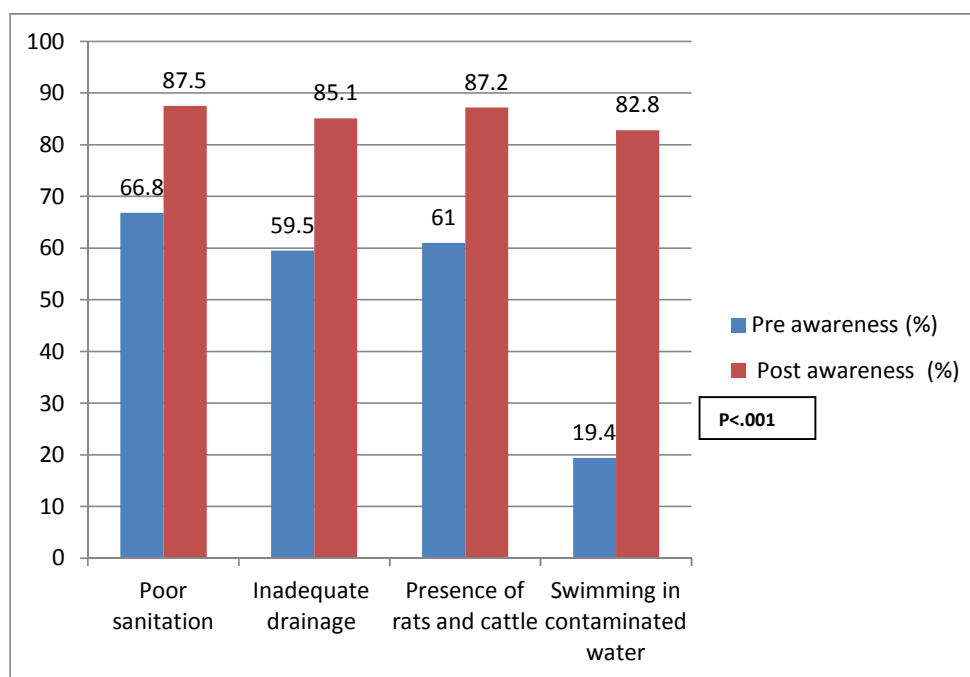 100
90
80
70
60
50
40
30
20
10
0
87.5
85.1
87.2
82.8
66.8
59.5
61
19.4
Poor
sanitation
Inadequate
drainage
Presence of
rats and cattle
Swimming in
contaminated
water
Pre awareness (%)
Post awareness (%)
P<.001